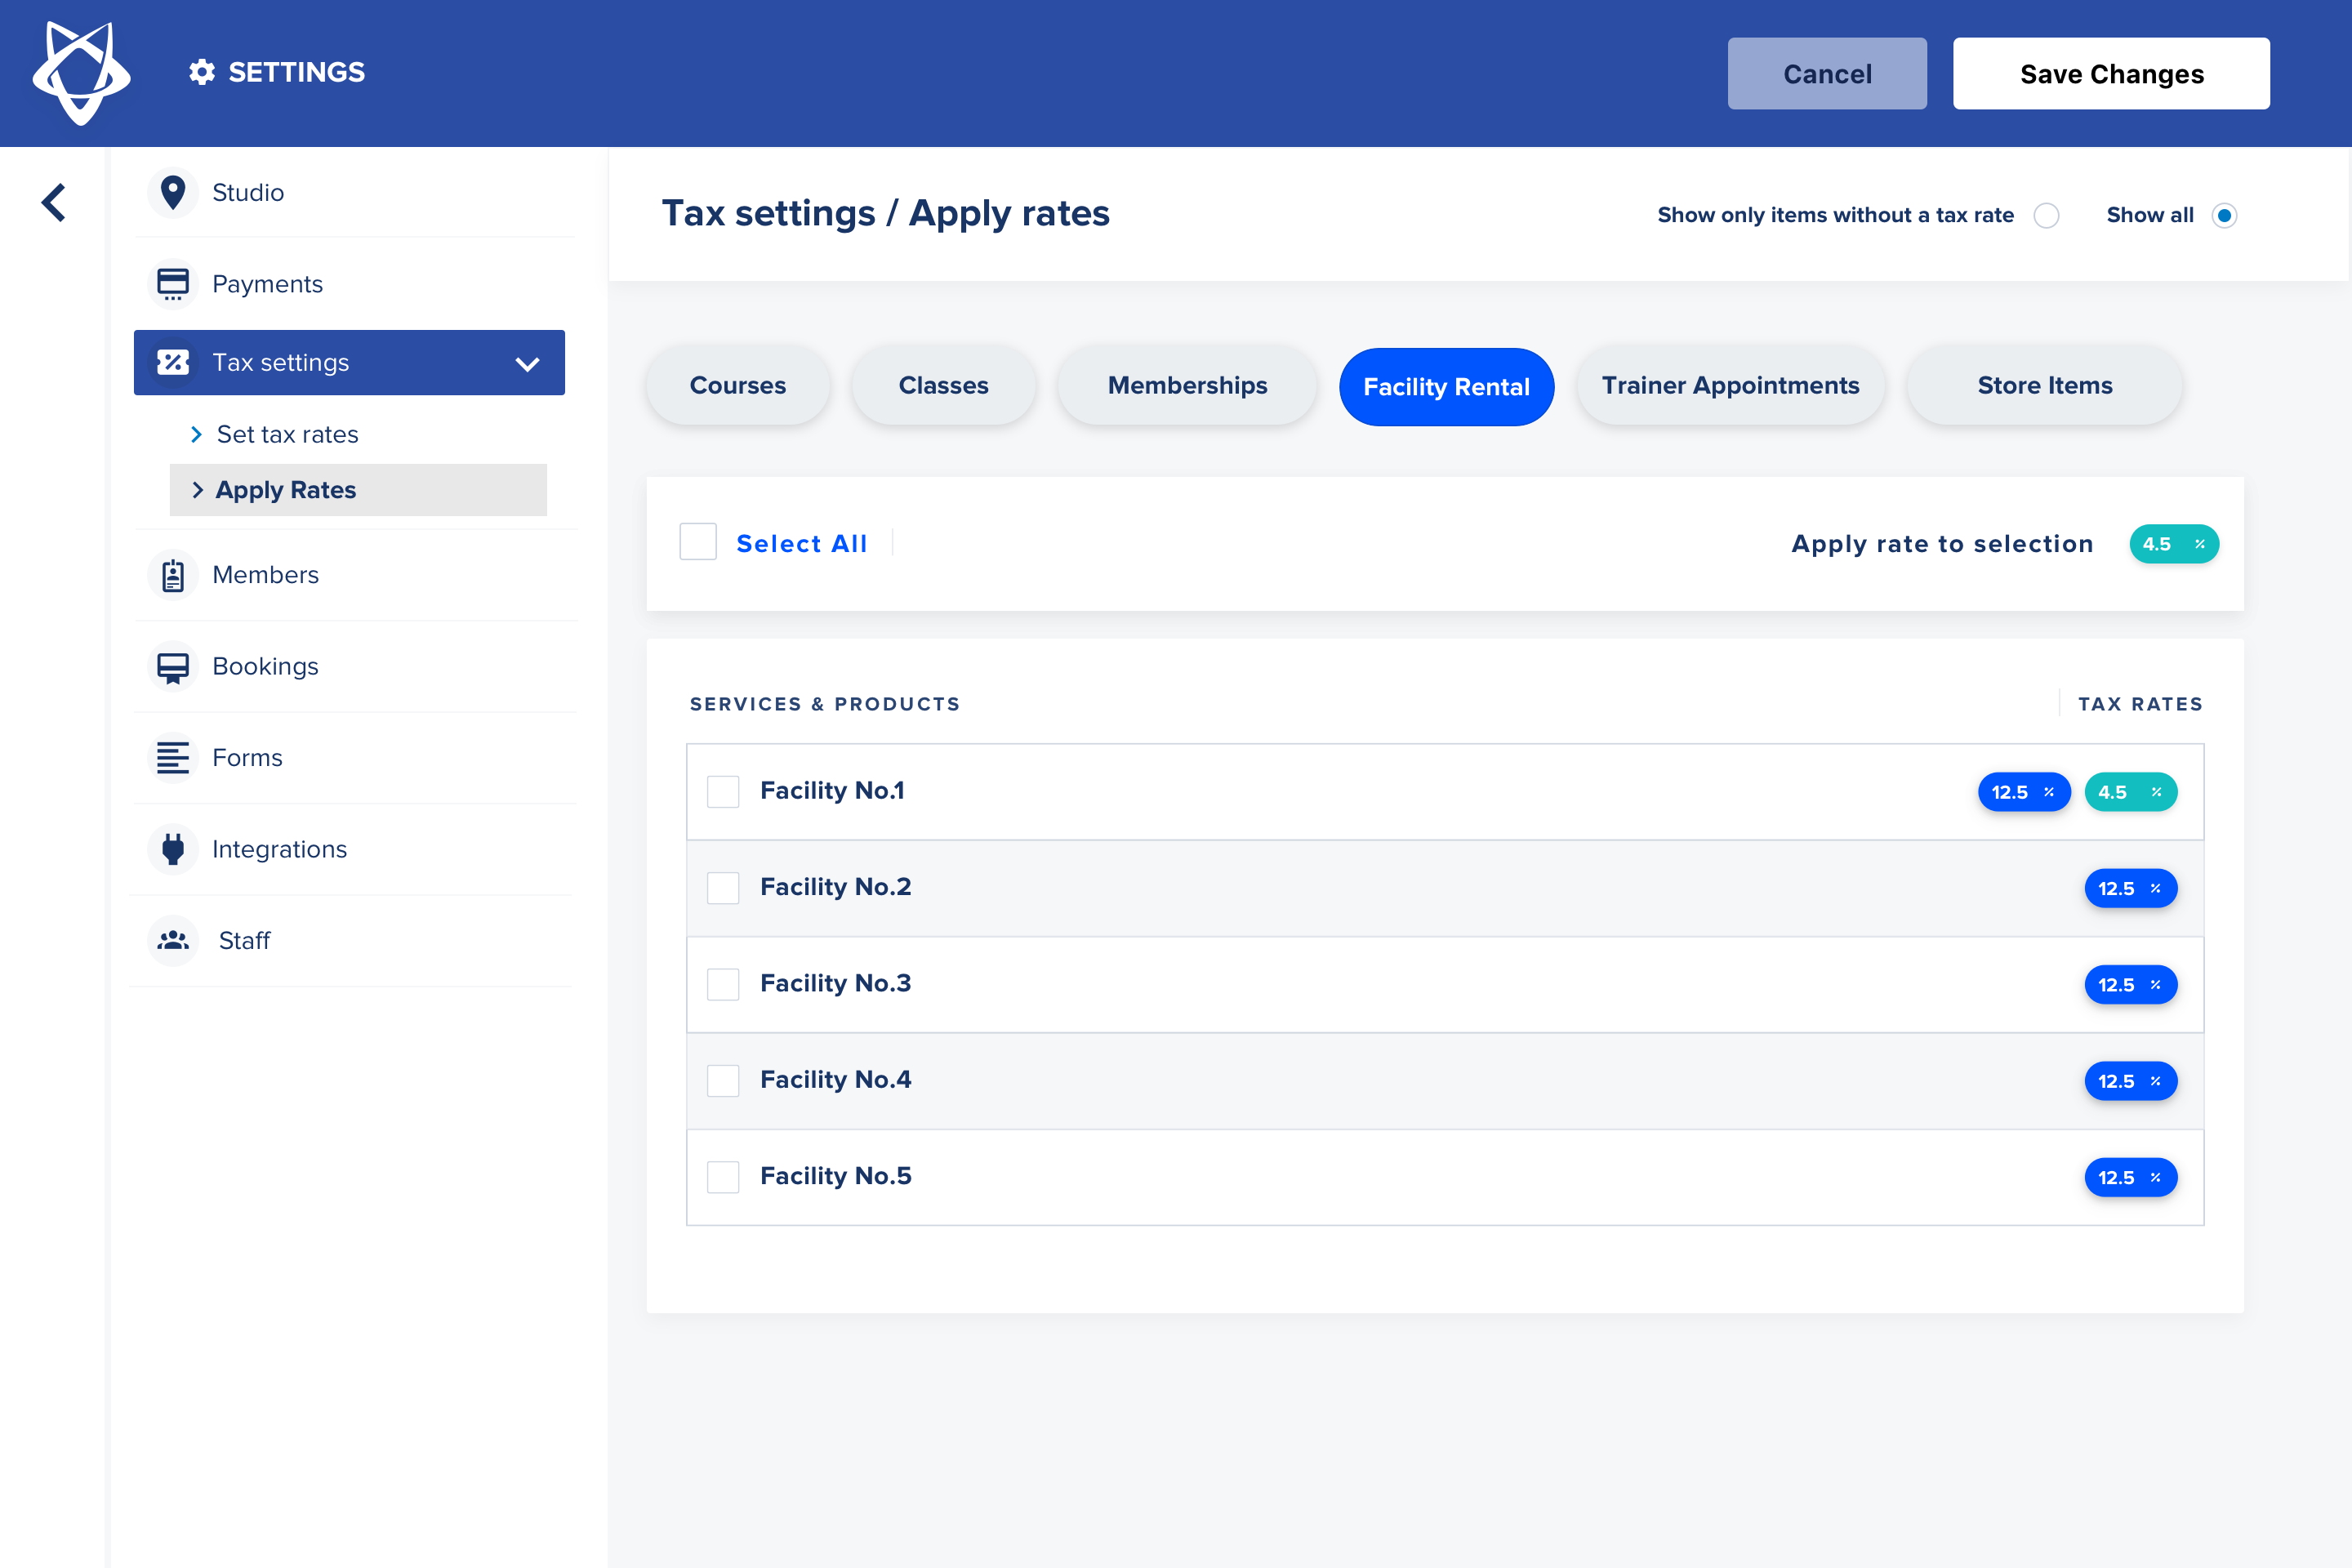 SETTINGS
Cancel
Save Changes
Studio
Payments
Tax settings
Set tax rates
Apply Rates
Members
Bookings
Forms
Integrations
Staff
Tax settings / Apply rates
Show only items without a tax rate
Show all
Courses
Classes
Memberships
Facility Rental
Trainer Appointments
Store Items
Select All
Apply rate to selection
4.5 %
SERVICES & PRODUCTS
TAX RATES
Facility No.1
12.5 %
4.5 %
Facility No.2
12.5 %
Facility No.3
12.5 %
Facility No.4
12.5 %
Facility No.5
12.5 %